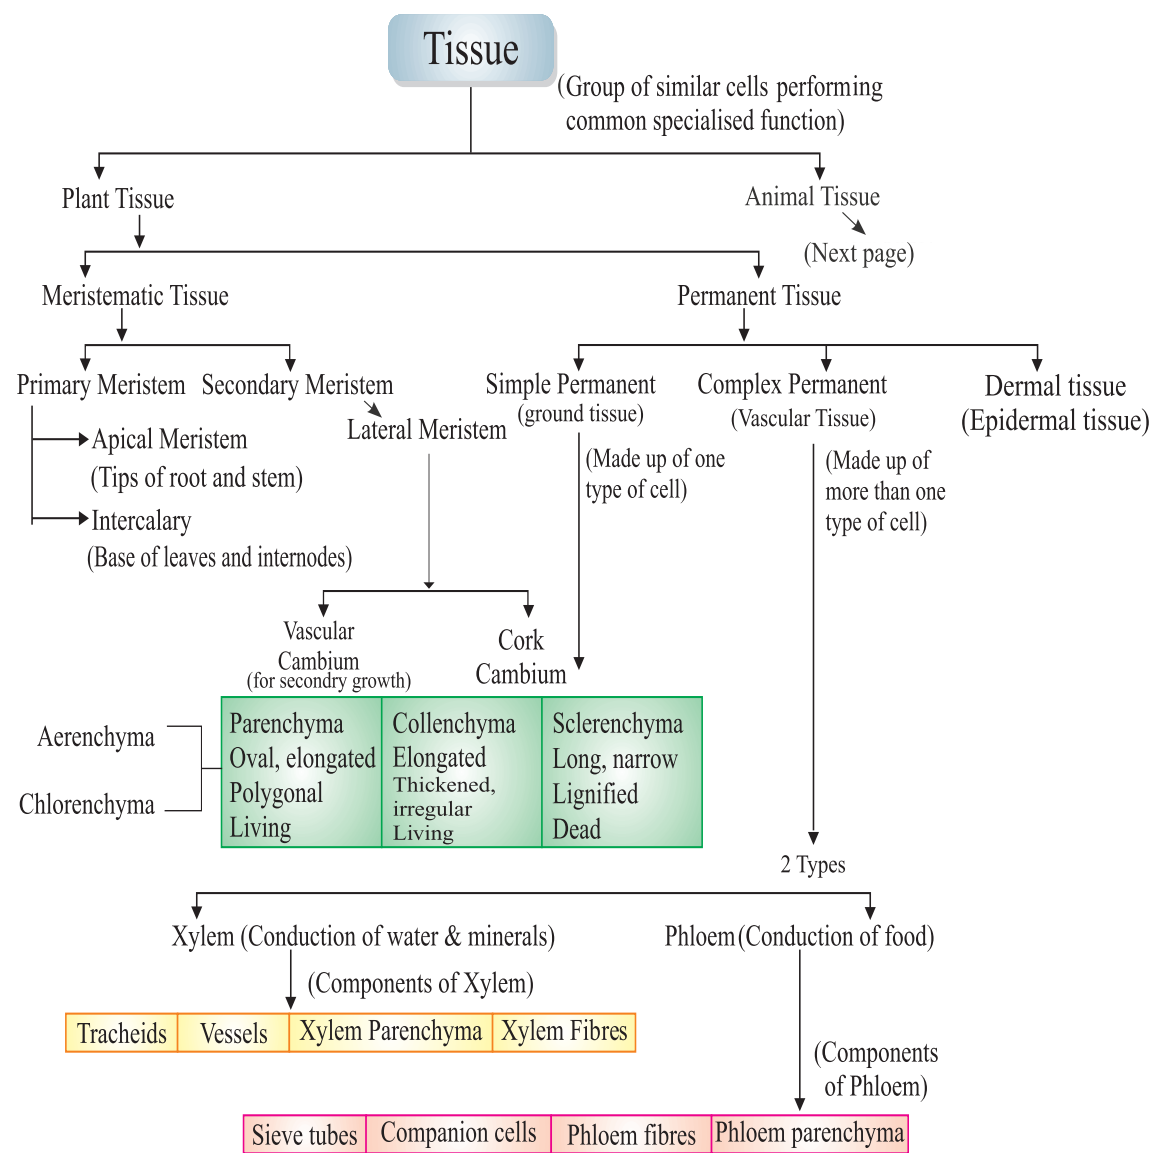 Tissue
(Group of similar cells performing
common specialised function)
Plant Tissue
Animal Tissue
(Next page)
Meristematic Tissue
Permanent Tissue
Primary Meristem
Secondary Meristem
Simple Permanent
(ground tissue)
Complex Permanent
(Vascular Tissue)
Dermal tissue
(Epidermal tissue)
Lateral Meristem
Apical Meristem
(Tips of root and stem)
Intercalary
(Base of leaves and internodes)
(Made up of one
type of cell)
(Made up of
more than one
type of cell)
Vascular
Cambium
(for secondry growth)
Cork
Cambium
Aerenchyma
Chlorenchyma
Parenchyma
Oval, elongated
Polygonal
Living
Collenchyma
Elongated
Thickened,
irregular
Living
Sclerenchyma
Long, narrow
Lignified
Dead
2 Types
Xylem (Conduction of water & minerals)
Phloem (Conduction of food)
(Components of Xylem)
Tracheids
Vessels
Xylem Parenchyma
Xylem Fibres
(Components
of Phloem)
Sieve tubes
Companion cells
Phloem fibres
Phloem parenchyma